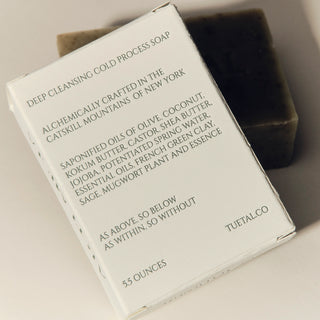 DEEP CLEANSING COLD PROCESS SOAP
ALCHEMICALLY CRAFTED IN THE
CATSKILL MOUNTAINS OF NEW YORK
SAPONIFIED OILS OF OLIVE, COCONUT,
KOKUM BUTTER, CASTOR, SHEA BUTTER,
JOJOBA, POTENTIATED SPRING WATER,
ESSENTIAL OILS, FRENCH GREEN CLAY,
SAGE, MUGWORT PLANT AND ESSENCE
AS ABOVE, SO BELOW
AS WITHIN, SO WITHOUT
TUETAL.CO
5.5 OUNCES